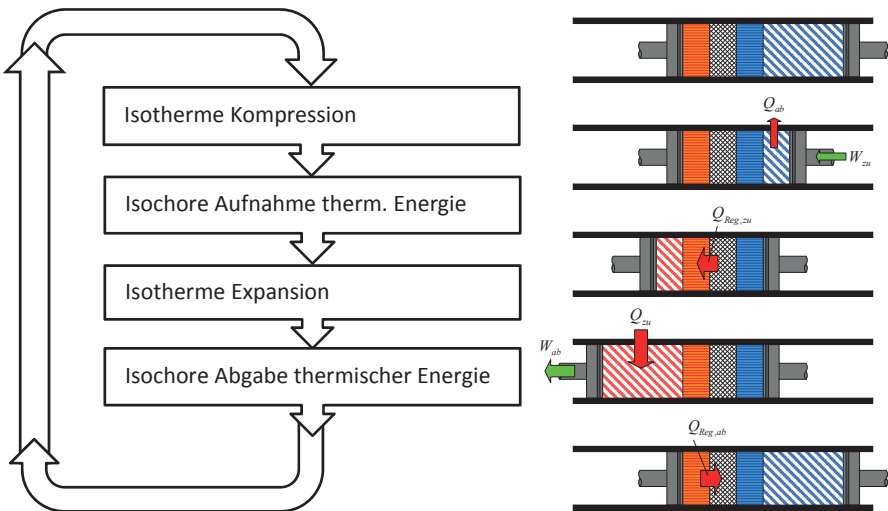 Isotherme Kompression
Isochore Aufnahme therm. Energie
Isotherme Expansion
Isochore Abgabe thermischer Energie
Q_ab
W_zu
Q_Reg,zu
Q_zu
W_ab
Q_Reg,ab